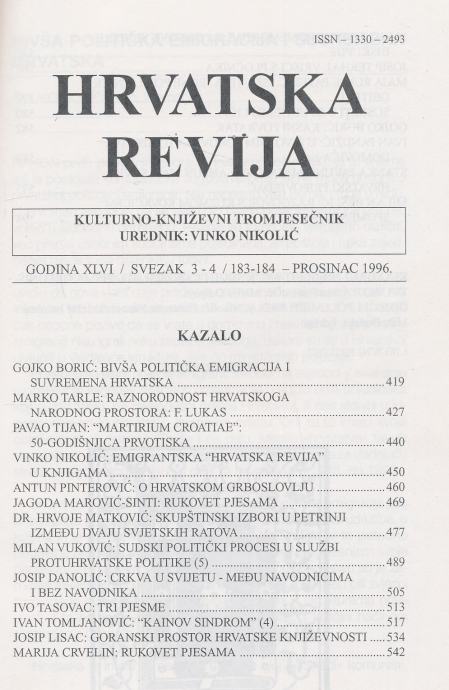 ISSN – 1330 – 2493
HRVATSKA
REVIJA
KULTURNO-KNJIŽEVNI TROMJESEČNIK
UREDNIK: VINKO NIKOLIĆ
GODINA XLVI / SVEZAK 3 - 4 / 183-184 – PROSINAC 1996.
KAZALO
GOJKO BORIĆ: BIVŠA POLITIČKA EMIGRACIJA I
SUVREMENA HRVATSKA ........ 419
MARKO TARLE: RAZNORODNOST HRVATSKOGA
NARODNOG PROSTORA: F. LUKAS ........ 427
PAVAO TIJAN: “MARTIRIUM CROATIAE”:
50-GODIŠNJICA PRVOTISKA ........ 440
VINKO NIKOLIĆ: EMIGRANTSKA “HRVATSKA REVIJA”
U KNJIGAMA ........ 450
ANTUN PINTEROVIĆ: O HRVATSKOM GRBOSLOVLJU ........ 460
JAGODA MAROVIĆ-SINTI: RUKOVET PJESAMA ........ 469
DR. HRVOJE MATKOVIĆ: SKUPŠTINSKI IZBORI U PETRINJI
IZMEĐU DVAJU SVJETSKIH RATOVA ........ 477
MILAN VUKOVIĆ: SUDSKI POLITIČKI PROCESI U SLUŽBI
PROTUHRVATSKE POLITIKE (5) ........ 489
JOSIP DANOLIĆ: CRKVA U SVIJETU - MEĐU NAVODNICIMA
I BEZ NAVODNIKA ........ 505
IVO TASOVAC: TRI PJESME ........ 513
IVAN TOMLJANOVIĆ: “KAINOV SINDROM” (4) ........ 517
JOSIP LISAC: GORANSKI PROSTOR HRVATSKE KNJIŽEVNOSTI ..... 534
MARIJA CRVELIN: RUKOVET PJESAMA ........ 542